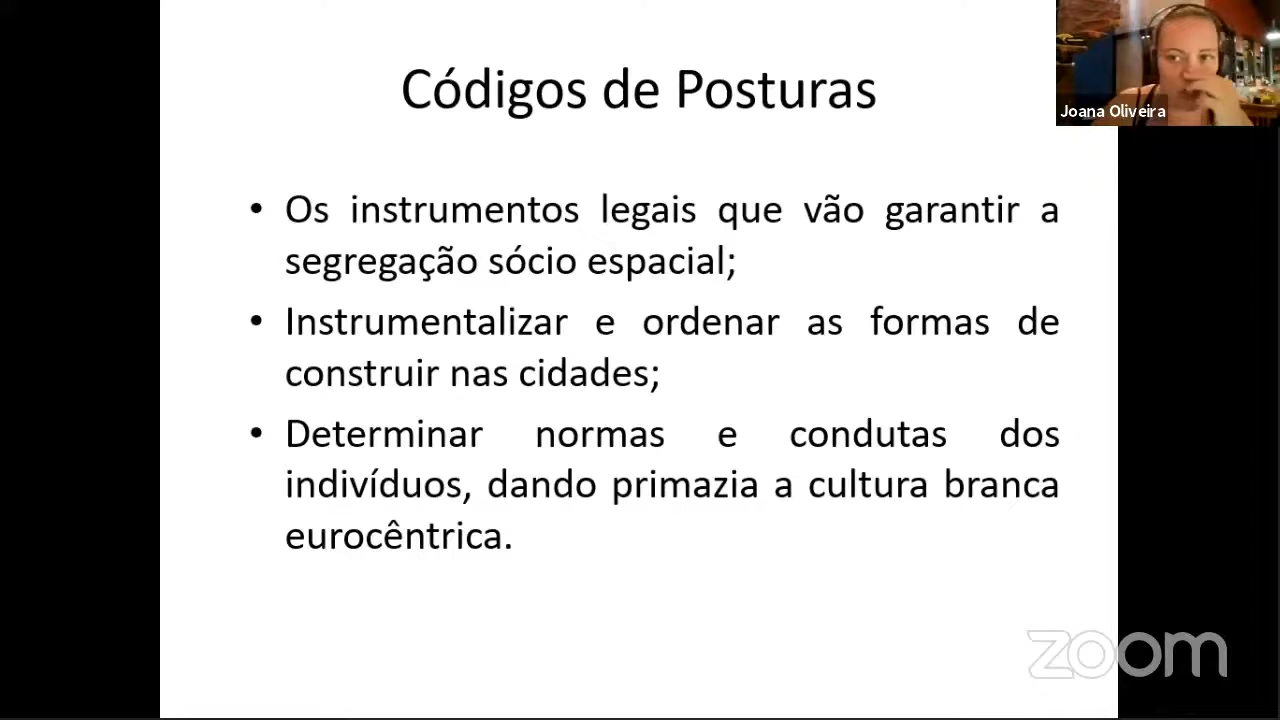 Códigos de Posturas
Joana Oliveira
• Os instrumentos legais que vão garantir a
segregação sócio espacial;
• Instrumentalizar e ordenar as formas de
construir nas cidades;
• Determinar normas e condutas dos
indivíduos, dando primazia a cultura branca
eurocêntrica.
zoom